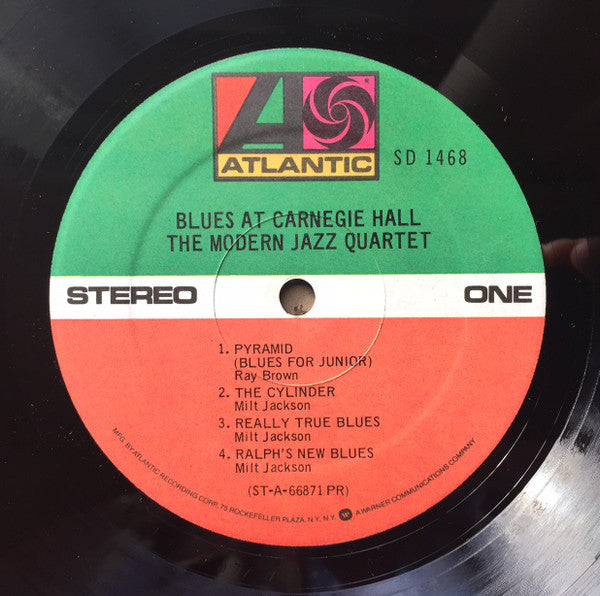 ®
ATLANTIC
SD 1468
BLUES AT CARNEGIE HALL
THE MODERN JAZZ QUARTET
STEREO ONE
1. PYRAMID
(BLUES FOR JUNIOR)
Ray Brown
2. THE CYLINDER
Milt Jackson
3. REALLY TRUE BLUES
Milt Jackson
4. RALPH'S NEW BLUES
Milt Jackson
(ST-A-66871 PR)
MFG. BY ATLANTIC RECORDING CORP., 75 ROCKEFELLER PLAZA, N.Y., N.Y. A WARNER COMMUNICATIONS COMPANY